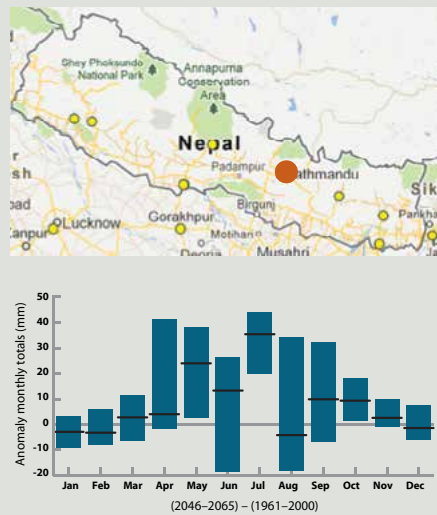 Shey Phoksundo
National Park
Annapurna
Conservation
Area
Nepal
Padampur
athmandu
r
sh
Birgunj
Sik
oad
Lucknow
Gorakhpur
Motihari
Pankha
Kanpur
Deoria
Musahri
Anomaly monthly totals (mm)
50
40
30
20
10
0
-10
-20
Jan Feb Mar Apr May Jun Jul Aug Sep Oct Nov Dec
(2046–2065) – (1961–2000)